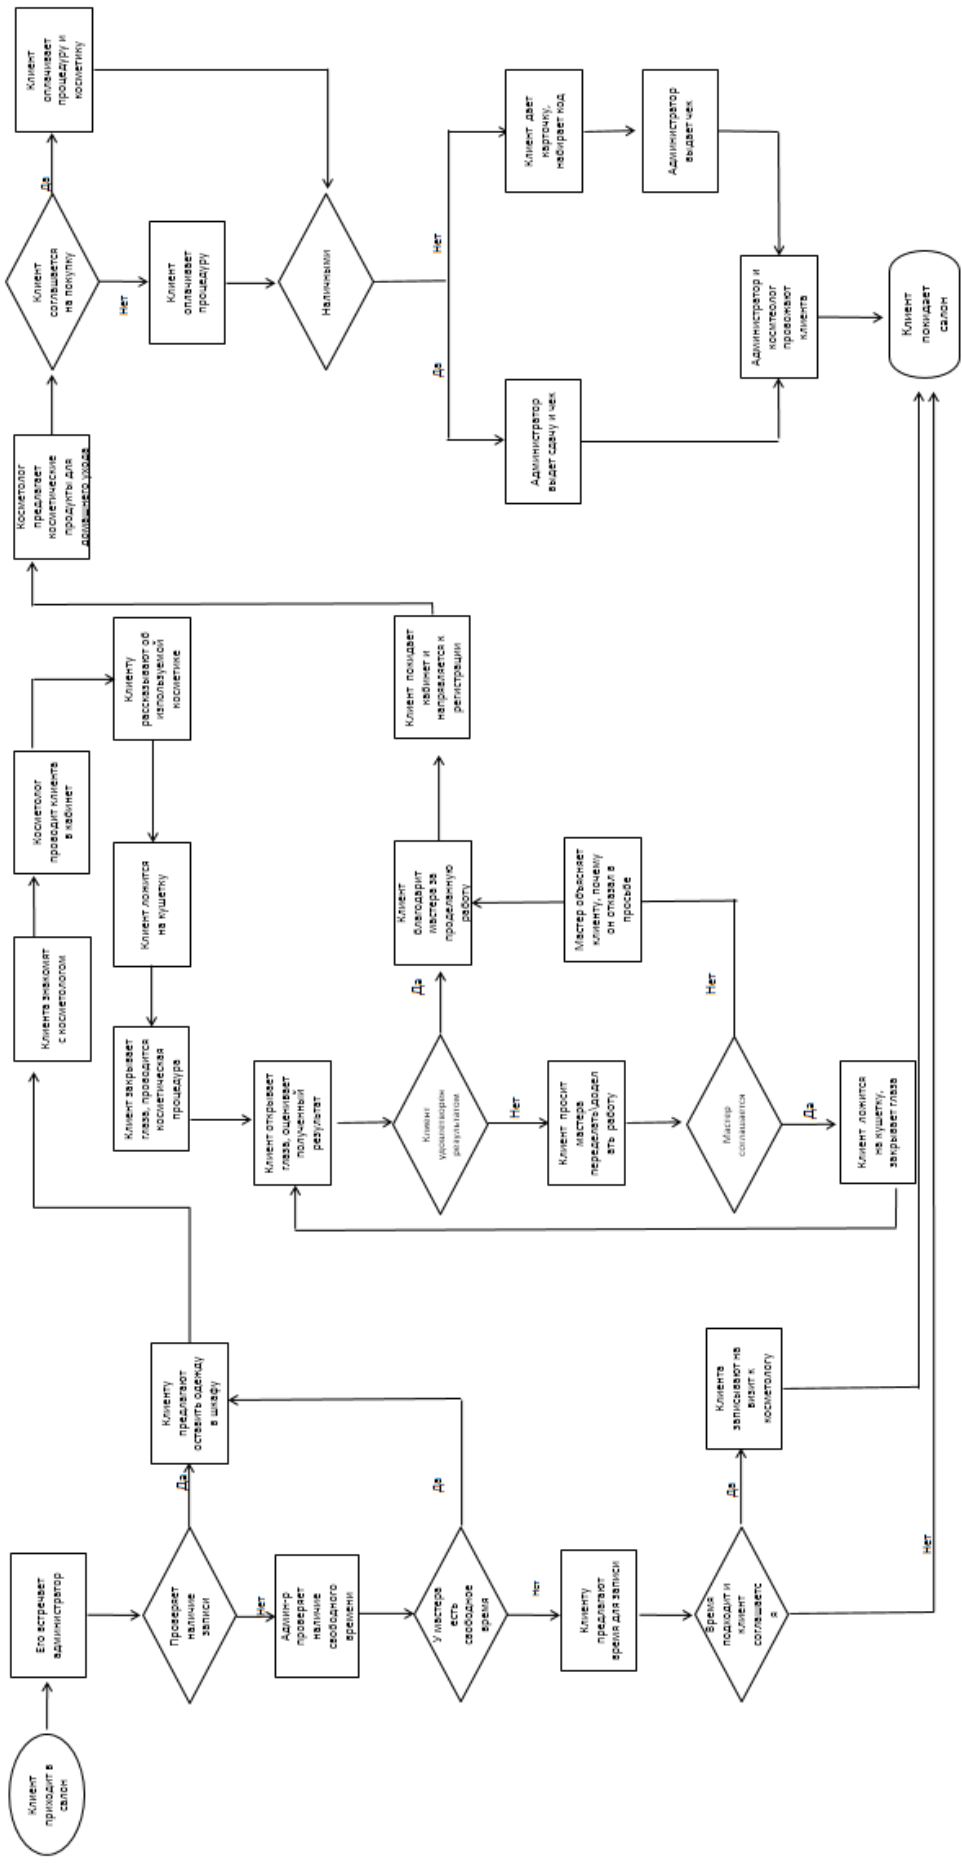 Клиент
приходит в
салон
Его встречает
администратор
Проверяет
наличие
записи
Да
Нет
Клиенту
предлагают
оставить одежду
в шкафу
Админ-р
проверяет
наличие
свободного
времени
У мастера
есть
свободное
время
Да
Нет
Клиенту
предлагают
время для записи
Время
подходит и
клиент
соглашаетс
я
Да
Нет
Клиента
записывают на
визит к
косметологу
Клиента знакомят
с косметологом
Косметолог
проводит клиента
в кабинет
Клиенту
рассказывают об
изпользуемой
косметике
Клиент ложится
на кушетку
Клиент закрывает
глаза, проводится
косметическая
процедура
Клиент открывает
глаза, оценивает
полученный
результат
Клиент
удовлетворен
результатом
Да
Нет
Клиент просит
мастера
переделать\додел
ать работу
Мастер
соглашается
Да
Нет
Клиент ложится
на кушетку,
закрывает глаза
Мастер объясняет
клиенту, почему
он отказал в
просьбе
Клиент
благодарит
мастера за
проделанную
работу
Клиент покидает
кабинет и
напрявляется к
регистрации
Косметолог
предлагает
косметические
продукты для
домашнего ухода
Клиент
соглашается
на покупку
Да
Нет
Клиент
оплачивает
процедуру и
косметику
Клиент
оплачивает
процедуру
Наличными
Да
Нет
Администратор
выдет сдачу и чек
Клиент дает
карточку,
набирает код
Администратор
выдает чек
Администратор и
космтеолог
провожают
клиента
Клиент
покидает
салон